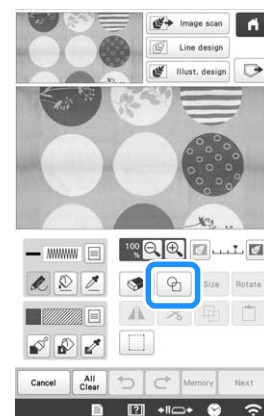 Image scan
Line design
Illust. design
100
%
Size
Rotate
Cancel
All
Clear
Memory
Next